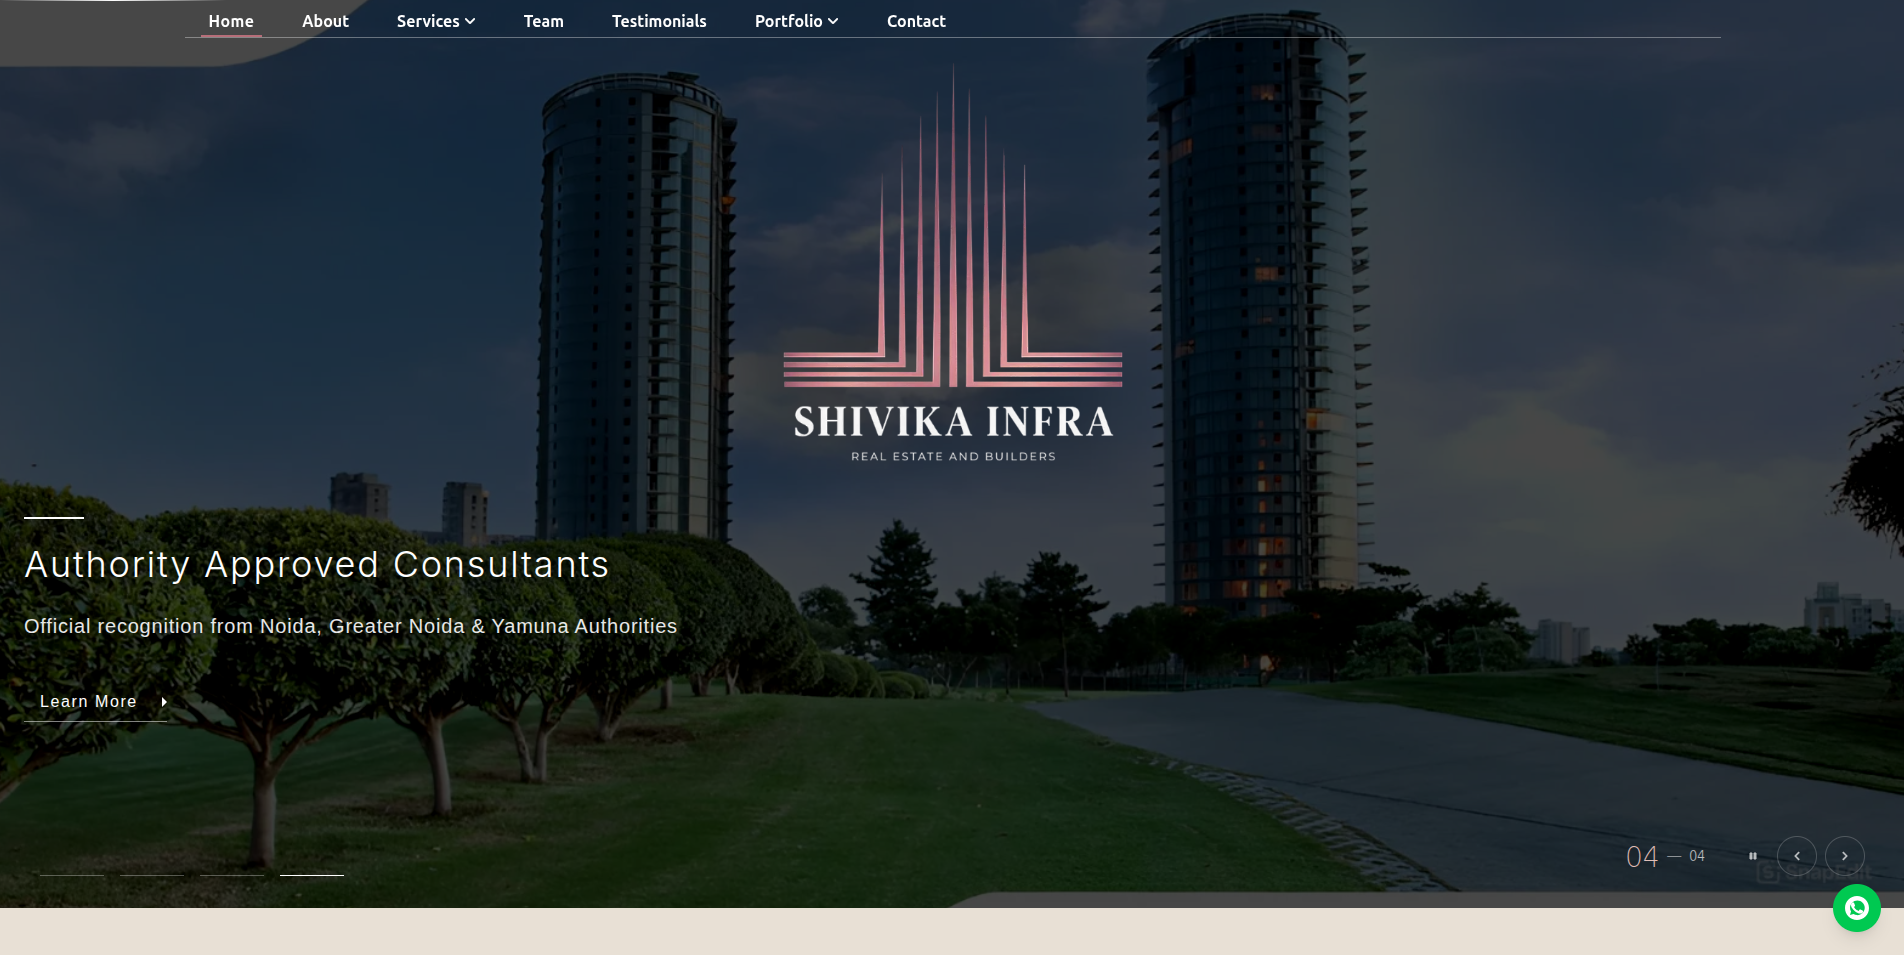 Home About Services Team Testimonials Portfolio Contact
SHIVIKA INFRA
REAL ESTATE AND BUILDERS
Authority Approved Consultants
Official recognition from Noida, Greater Noida & Yamuna Authorities
Learn More
04 — 04
SnapEdit